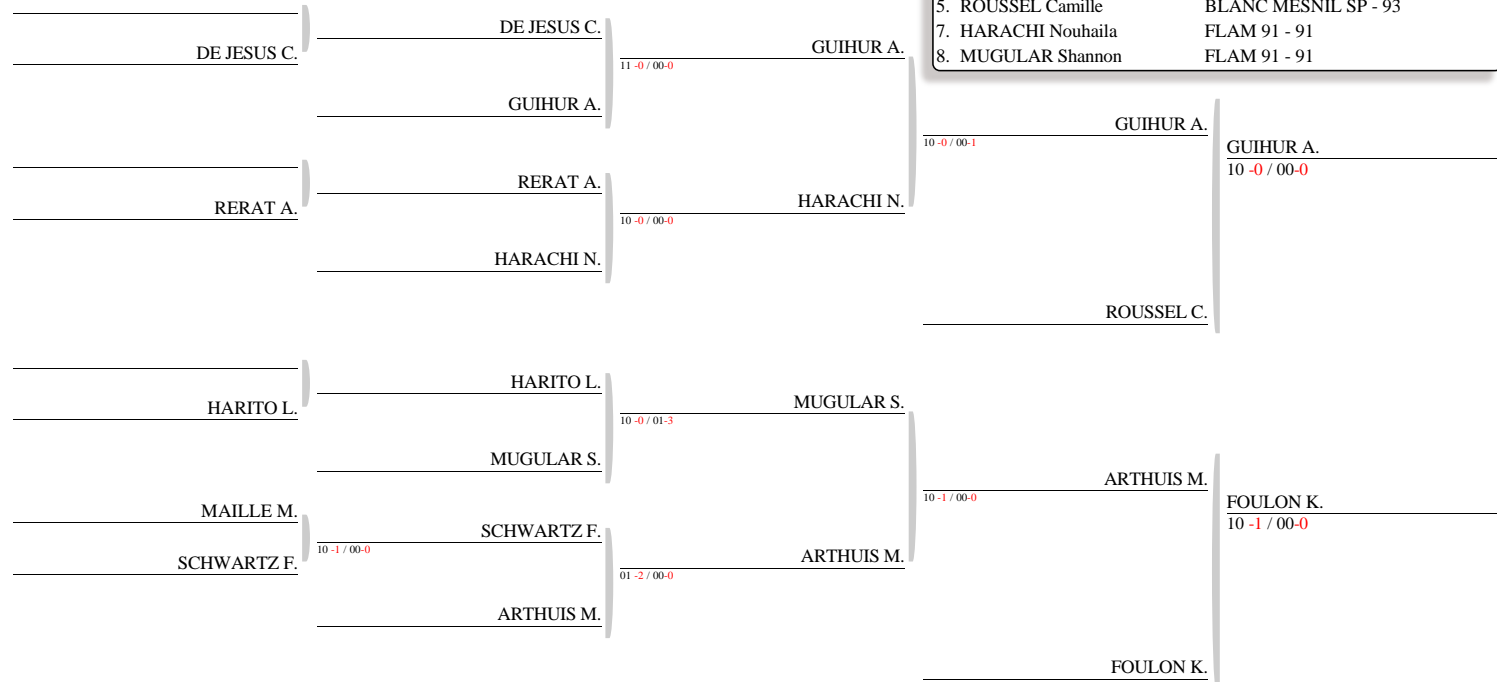 5. ROUSSEL Camille BLANC MESNIL SP - 93
7. HARACHI Nouhaila FLAM 91 - 91
8. MUGULAR Shannon FLAM 91 - 91
DE JESUS C.
RERAT A.
HARITO L.
MAILLE M.
SCHWARTZ F.
DE JESUS C.
GUIHUR A.
RERAT A.
HARACHI N.
HARITO L.
MUGULAR S.
10 -1 / 00-0
SCHWARTZ F.
ARTHUIS M.
GUIHUR A.
11 -0 / 00-0
HARACHI N.
10 -0 / 00-0
MUGULAR S.
10 -0 / 01-3
ARTHUIS M.
01 -2 / 00-0
GUIHUR A.
10 -0 / 00-1
ROUSSEL C.
ARTHUIS M.
10 -1 / 00-0
FOULON K.
GUIHUR A.
10 -0 / 00-0
FOULON K.
10 -1 / 00-0